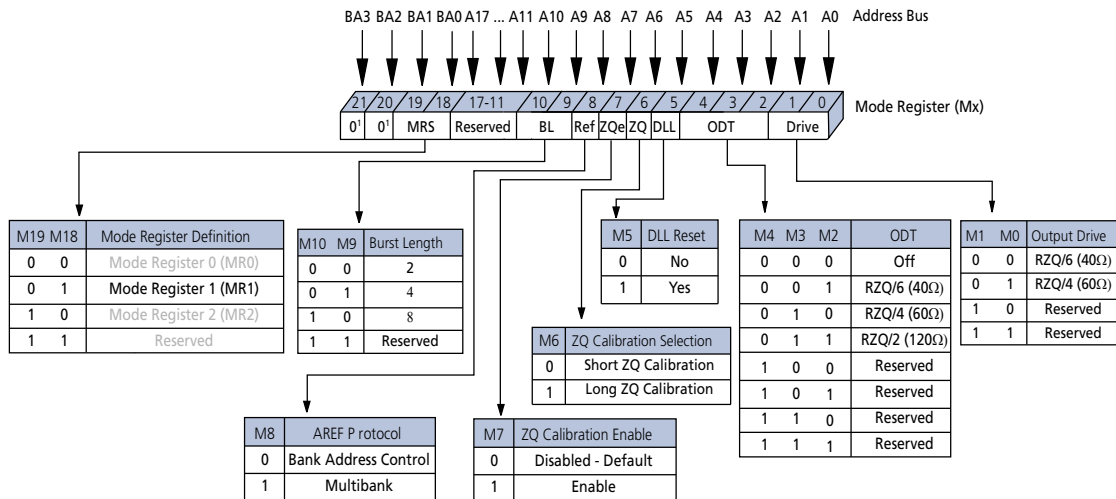 BA3 BA2 BA1 BA0 A17 ... A11 A10 A9 A8 A7 A6 A5 A4 A3 A2 A1 A0 Address Bus
21 20 19 18 17-11 10 9 8 7 6 5 4 3 2 1 0 Mode Register (Mx)
0¹ 0¹ MRS Reserved BL Ref ZQe ZQ DLL ODT Drive
M19 M18 Mode Register Definition
0 0 Mode Register 0 (MR0)
0 1 Mode Register 1 (MR1)
1 0 Mode Register 2 (MR2)
1 1 Reserved
M10 M9 Burst Length
0 0 2
0 1 4
1 0 8
1 1 Reserved
M5 DLL Reset
0 No
1 Yes
M4 M3 M2 ODT
0 0 0 Off
0 0 1 RZQ/6 (40Ω)
0 1 0 RZQ/4 (60Ω)
0 1 1 RZQ/2 (120Ω)
1 0 0 Reserved
1 0 1 Reserved
1 1 0 Reserved
1 1 1 Reserved
M1 M0 Output Drive
0 0 RZQ/6 (40Ω)
0 1 RZQ/4 (60Ω)
1 0 Reserved
1 1 Reserved
M6 ZQ Calibration Selection
0 Short ZQ Calibration
1 Long ZQ Calibration
M8 AREF P rotocol
0 Bank Address Control
1 Multibank
M7 ZQ Calibration Enable
0 Disabled - Default
1 Enable